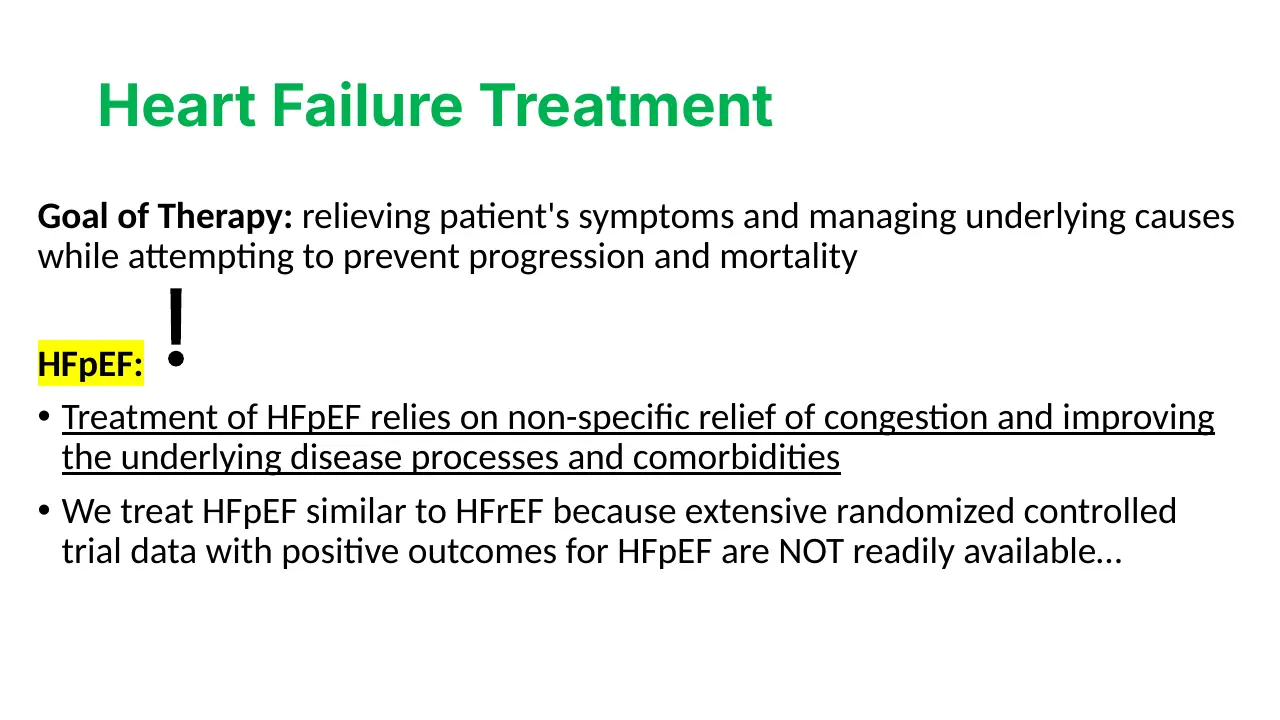 Heart Failure Treatment
Goal of Therapy: relieving patient's symptoms and managing underlying causes
while attempting to prevent progression and mortality
!
HFpEF:
• Treatment of HFpEF relies on non-specific relief of congestion and improving
the underlying disease processes and comorbidities
• We treat HFpEF similar to HFrEF because extensive randomized controlled
trial data with positive outcomes for HFpEF are NOT readily available…